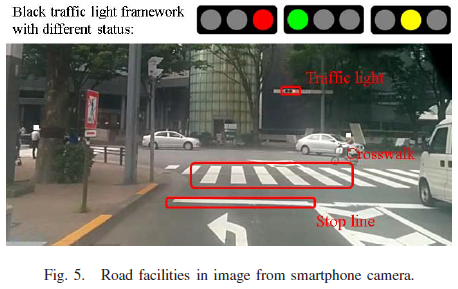 Black traffic light framework
with different status:
Traffic light
Crosswalk
Stop line
Fig. 5. Road facilities in image from smartphone camera.